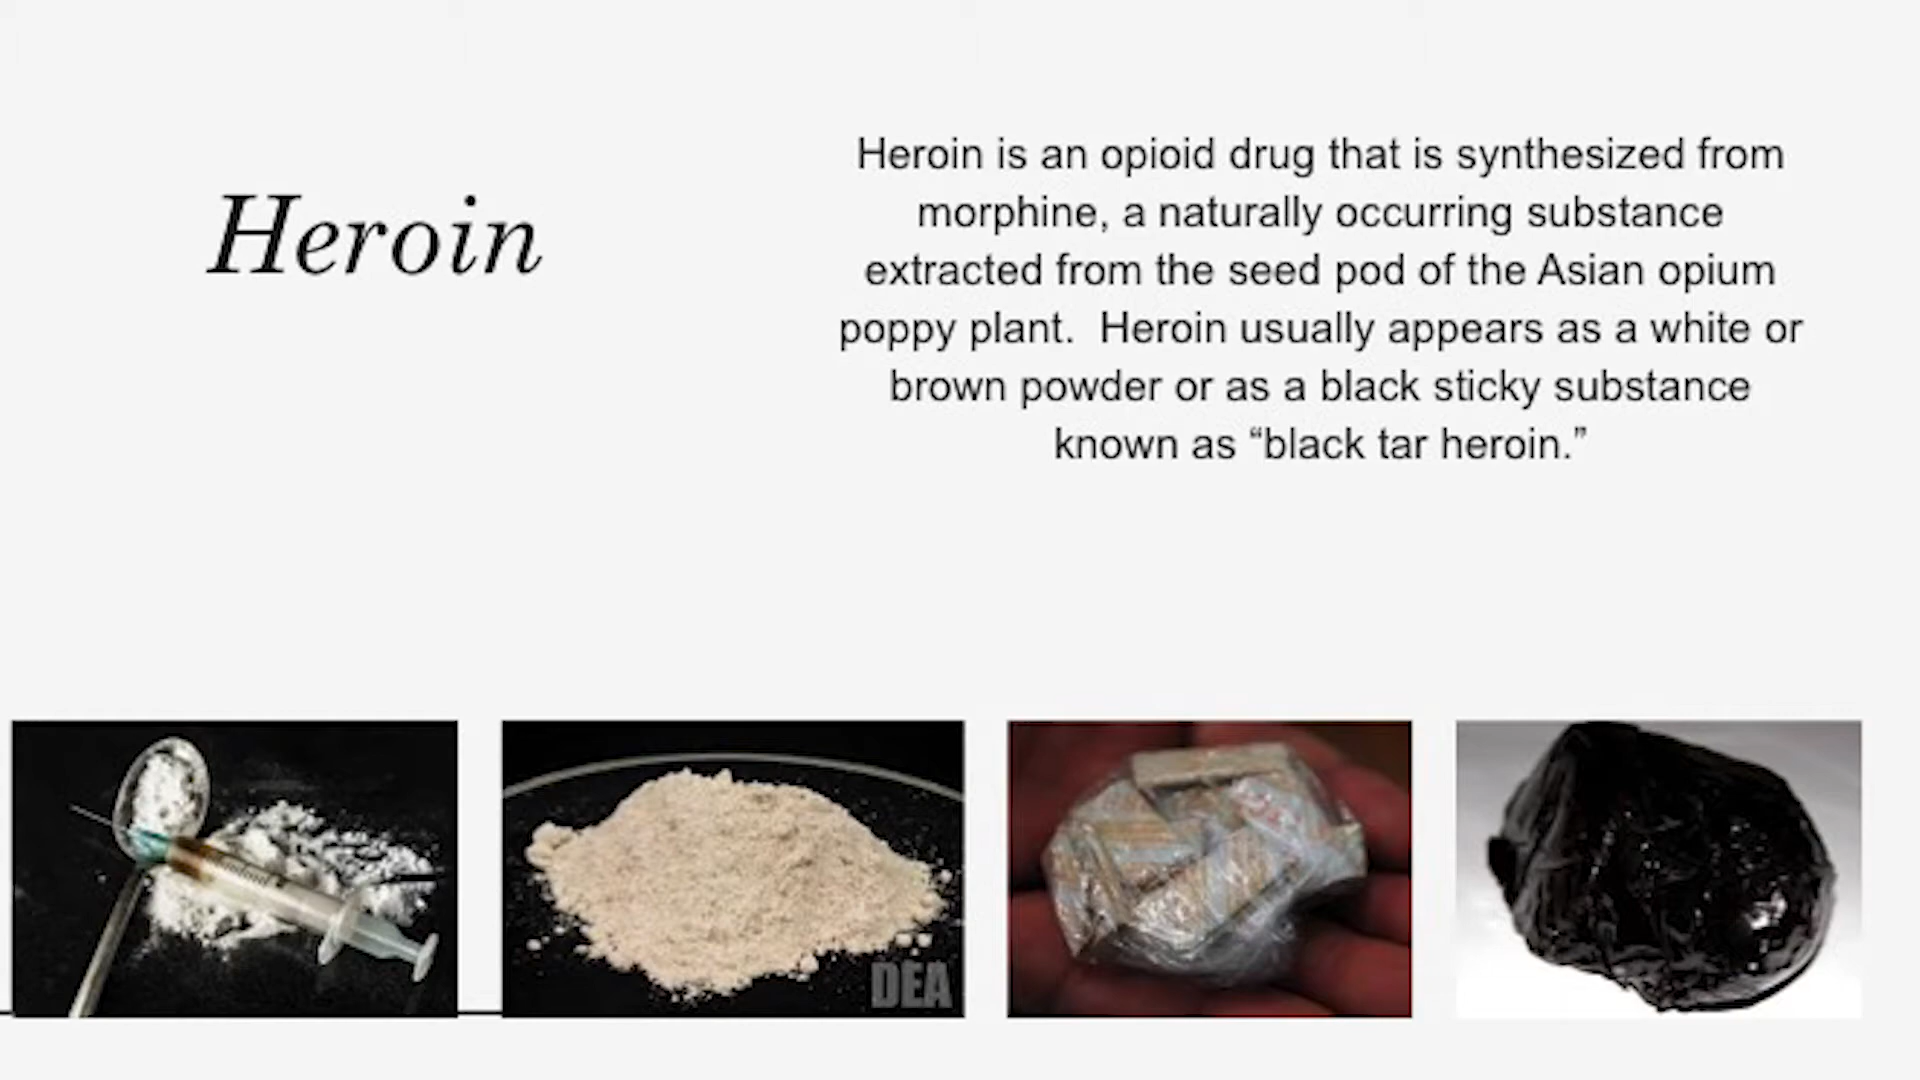 Heroin
Heroin is an opioid drug that is synthesized from
morphine, a naturally occurring substance
extracted from the seed pod of the Asian opium
poppy plant.  Heroin usually appears as a white or
brown powder or as a black sticky substance
known as “black tar heroin.”
DEA